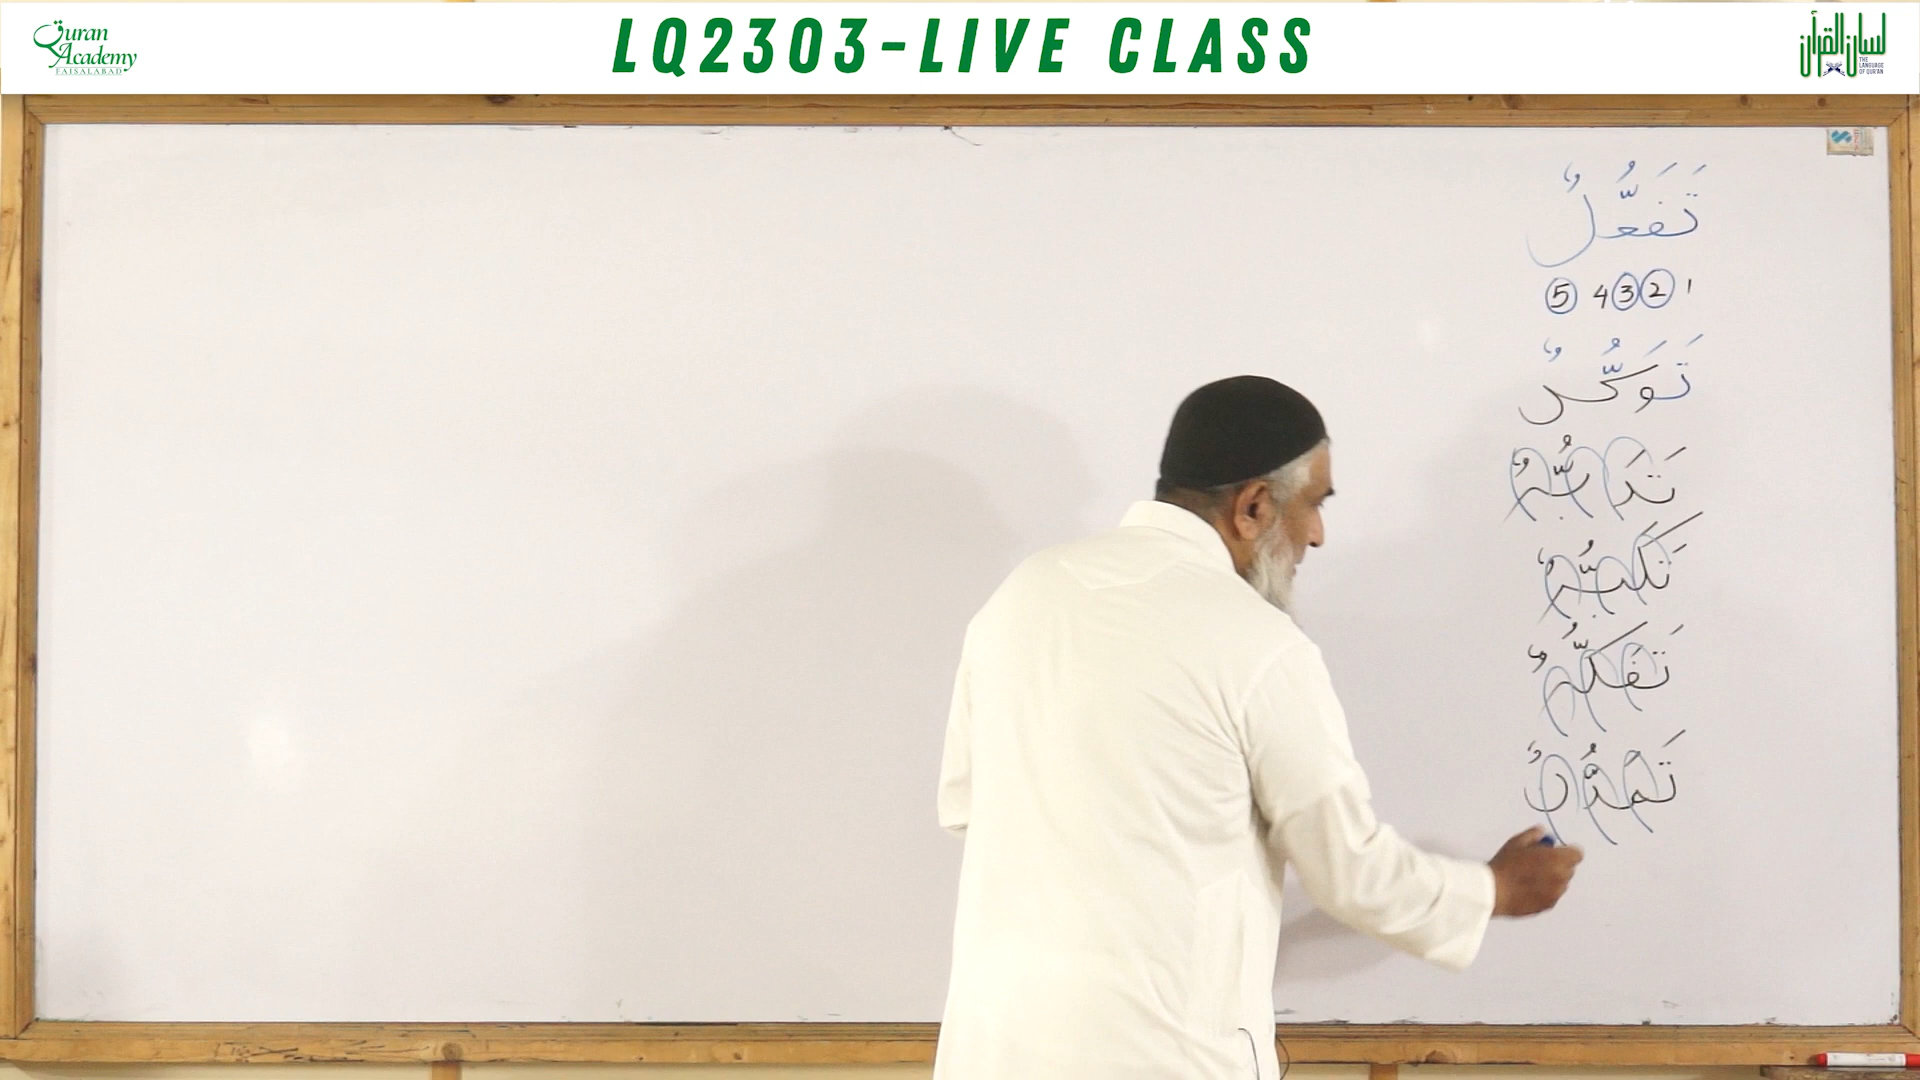 Quran Academy
FAISALABAD
LQ2303-LIVE CLASS
لسان القرآن
THE LANGUAGE OF QUR'AN
تَفَعُّلٌ
5 4 3 2 1
تَوَكُّلٌ
تَدَبُّرٌ
تَكَبُّرٌ
تَفَكُّرٌ